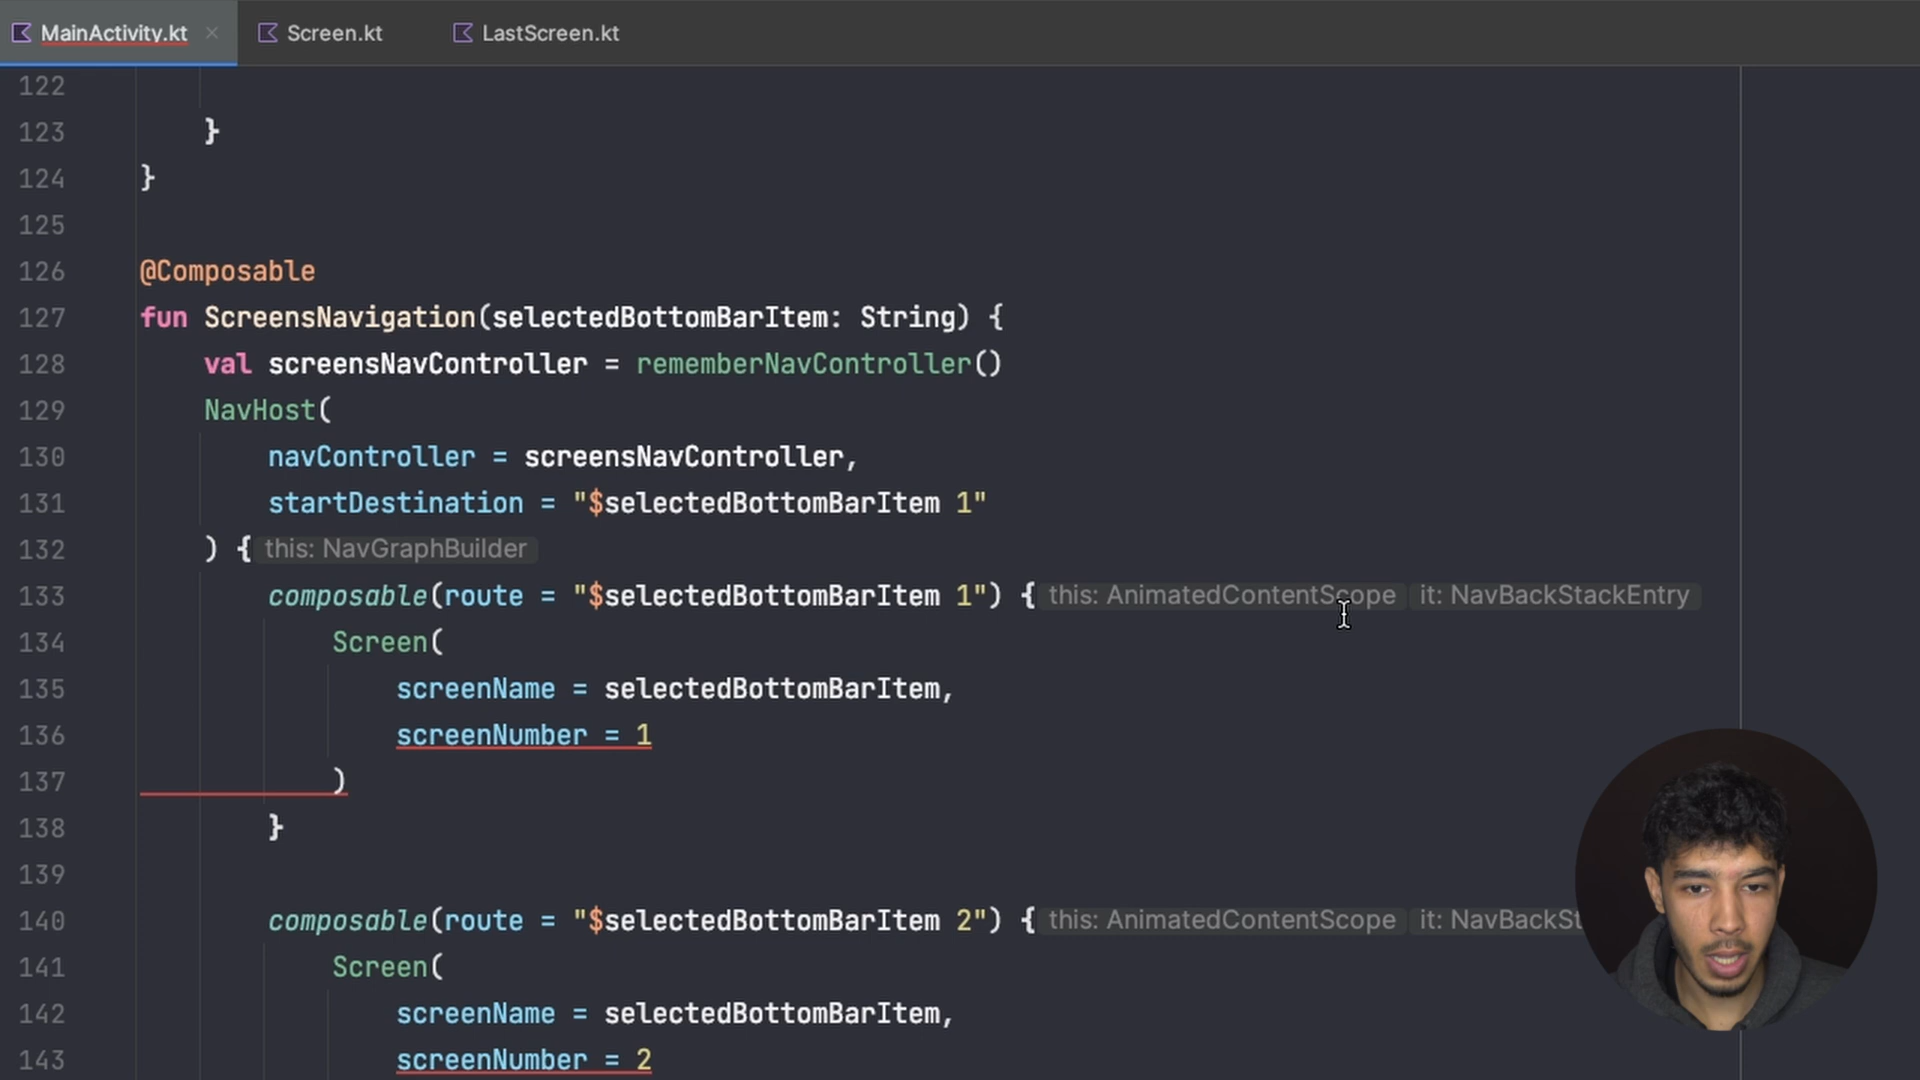 MainActivity.kt × Screen.kt LastScreen.kt
122
123 }
124 }
125
126 @Composable
127 fun ScreensNavigation(selectedBottomBarItem: String) {
128 val screensNavController = rememberNavController()
129 NavHost(
130 navController = screensNavController,
131 startDestination = "$selectedBottomBarItem 1"
132 ) { this: NavGraphBuilder
133 composable(route = "$selectedBottomBarItem 1") { this: AnimatedContentScope it: NavBackStackEntry
134 Screen(
135 screenName = selectedBottomBarItem,
136 screenNumber = 1
137 )
138 }
139
140 composable(route = "$selectedBottomBarItem 2") { this: AnimatedContentScope it: NavBackSt
141 Screen(
142 screenName = selectedBottomBarItem,
143 screenNumber = 2